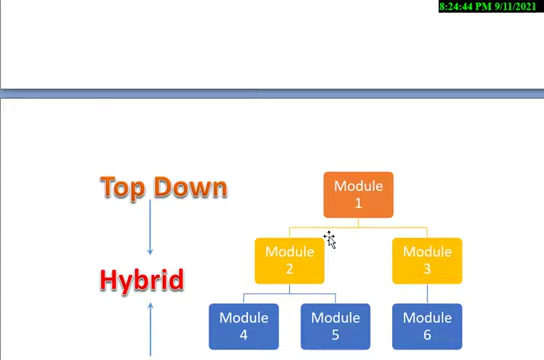 8:24:44 PM 9/11/2021
Top Down
Module
1
Module
2
Module
3
Hybrid
Module
4
Module
5
Module
6